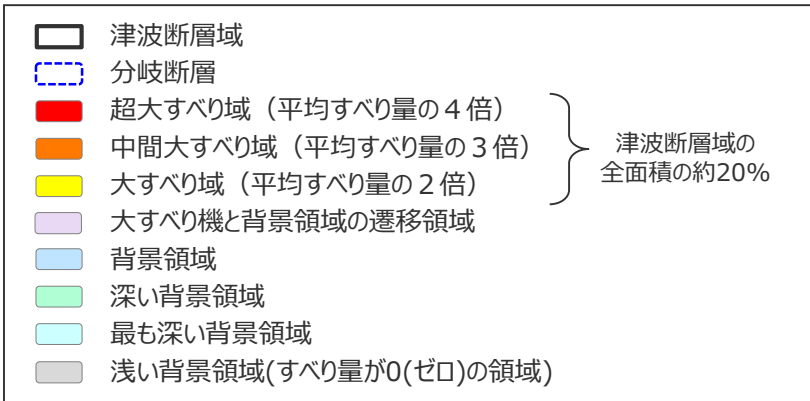 津波断層域
分岐断層
超大すべり域（平均すべり量の４倍）
中間大すべり域（平均すべり量の３倍）
大すべり域（平均すべり量の２倍）
津波断層域の
全面積の約20%
大すべり機と背景領域の遷移領域
背景領域
深い背景領域
最も深い背景領域
浅い背景領域(すべり量が0(ゼロ)の領域)